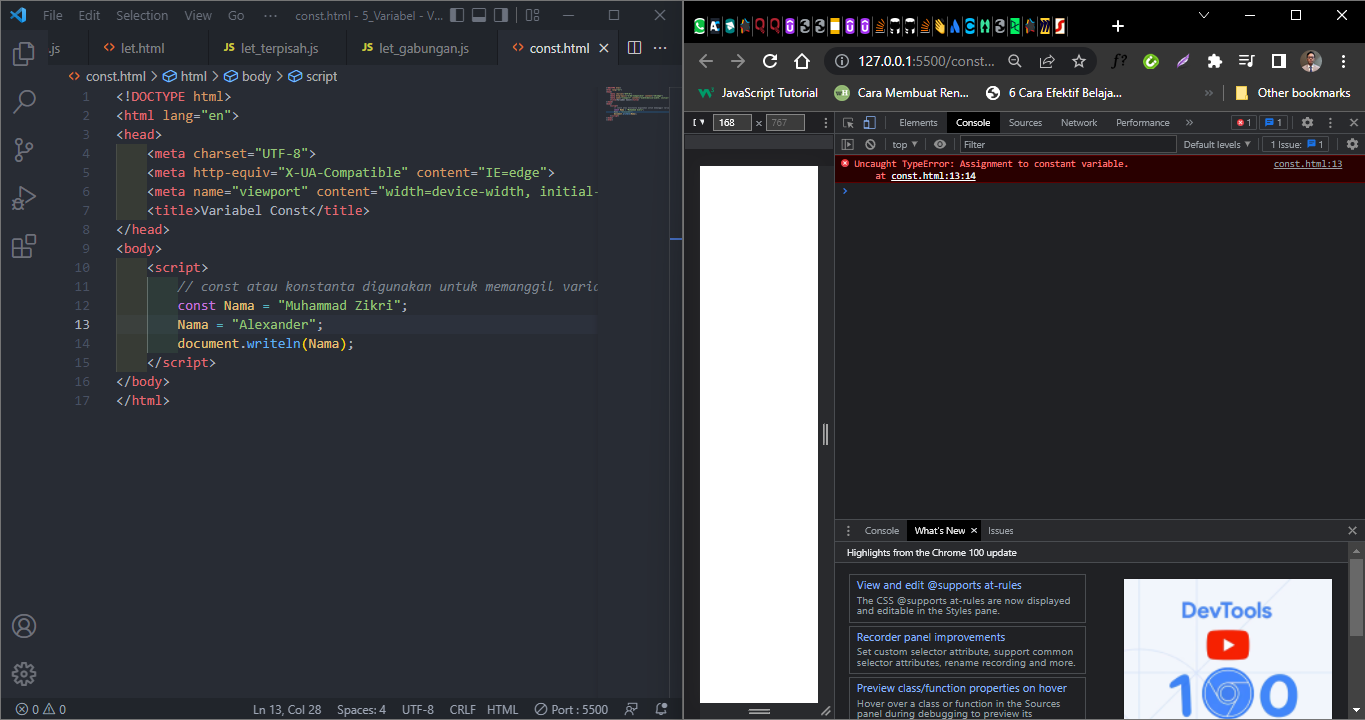 File Edit Selection View Go ··· const.html - 5_Variabel - V...
.js let.html JS let_terpisah.js JS let_gabungan.js const.html
const.html > html > body > script
1 <!DOCTYPE html>
2 <html lang="en">
3 <head>
4 <meta charset="UTF-8">
5 <meta http-equiv="X-UA-Compatible" content="IE=edge">
6 <meta name="viewport" content="width=device-width, initial-
7 <title>Variabel Const</title>
8 </head>
9 <body>
10 <script>
11 // const atau konstanta digunakan untuk memanggil varia
12 const Nama = "Muhammad Zikri";
13 Nama = "Alexander";
14 document.writeln(Nama);
15 </script>
16 </body>
17 </html>
0 0 Ln 13, Col 28 Spaces: 4 UTF-8 CRLF HTML Port : 5500
127.0.0.1:5500/const...
JavaScript Tutorial Cara Membuat Ren... 6 Cara Efektif Belaja... » Other bookmarks
168 × 767
Elements Console Sources Network Performance » 1 1
top Filter Default levels 1 Issue: 1
Uncaught TypeError: Assignment to constant variable. const.html:13
at const.html:13:14
Console What's New Issues
Highlights from the Chrome 100 update
View and edit @supports at-rules
The CSS @supports at-rules are now displayed
and editable in the Styles pane.
Recorder panel improvements
Set custom selector attribute, support common
selector attributes, rename recording and more.
Preview class/function properties on hover
Hover over a class or function in the Sources
panel during debugging to preview its
DevTools
100